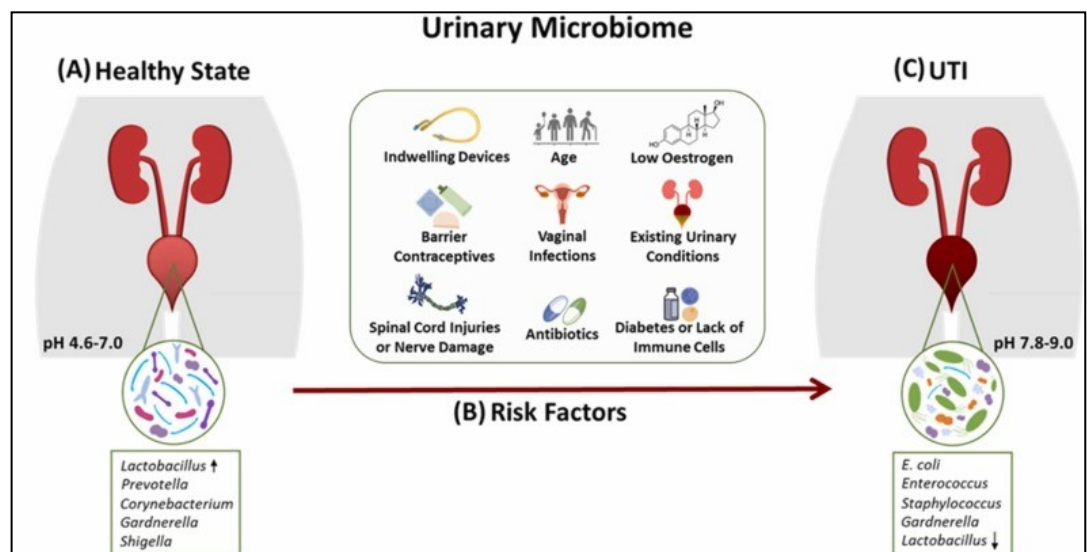 Urinary Microbiome
(A) Healthy State
(C) UTI
Indwelling Devices
Age
OH
H
H
H
HO
Low Oestrogen
Barrier
Contraceptives
Vaginal
Infections
Existing Urinary
Conditions
Spinal Cord Injuries
or Nerve Damage
Antibiotics
Diabetes or Lack of
Immune Cells
pH 4.6-7.0
pH 7.8-9.0
(B) Risk Factors
Lactobacillus ↑
Prevotella
Corynebacterium
Gardnerella
Shigella
E. coli
Enterococcus
Staphylococcus
Gardnerella
Lactobacillus ↓